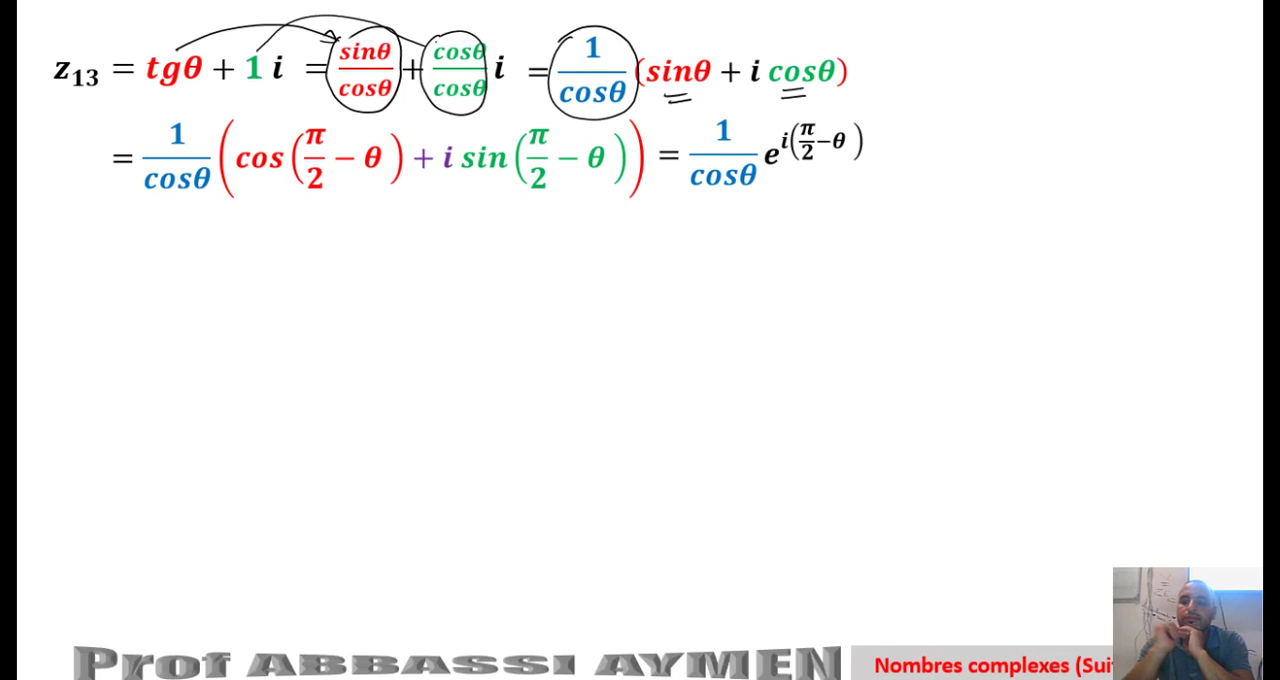 z₁₃ = tgθ + 1 i = sinθ/cosθ + cosθ/cosθ i = 1/cosθ (sinθ + i cosθ)
= 1/cosθ (cos(π/2 − θ) + i sin(π/2 − θ)) = 1/cosθ e^{i(π/2−θ)}
Prof ABBASSI AYMEN
Nombres complexes (Sui